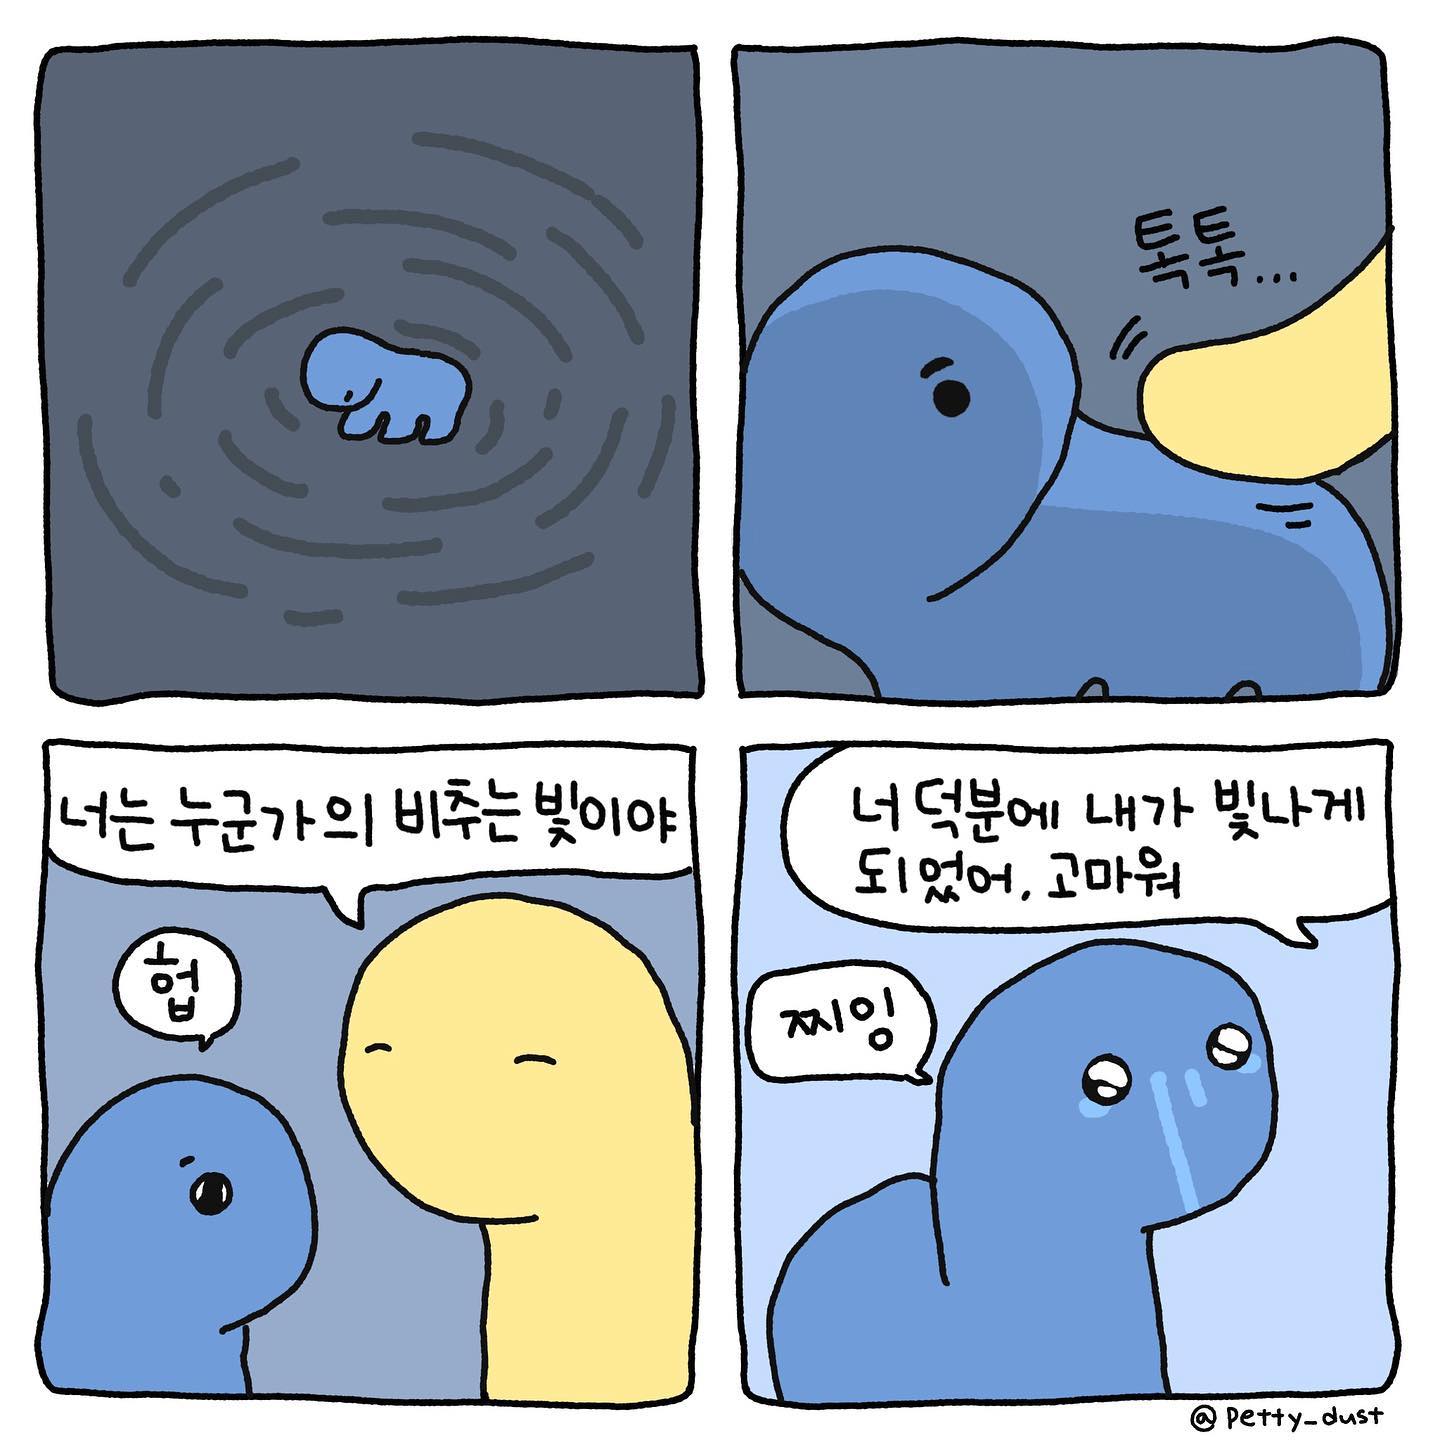 톡톡...
너는 누군가의 비추는 빛이야
헙
너 덕분에 내가 빛나게
되었어. 고마워
찌잉
@petty_dust